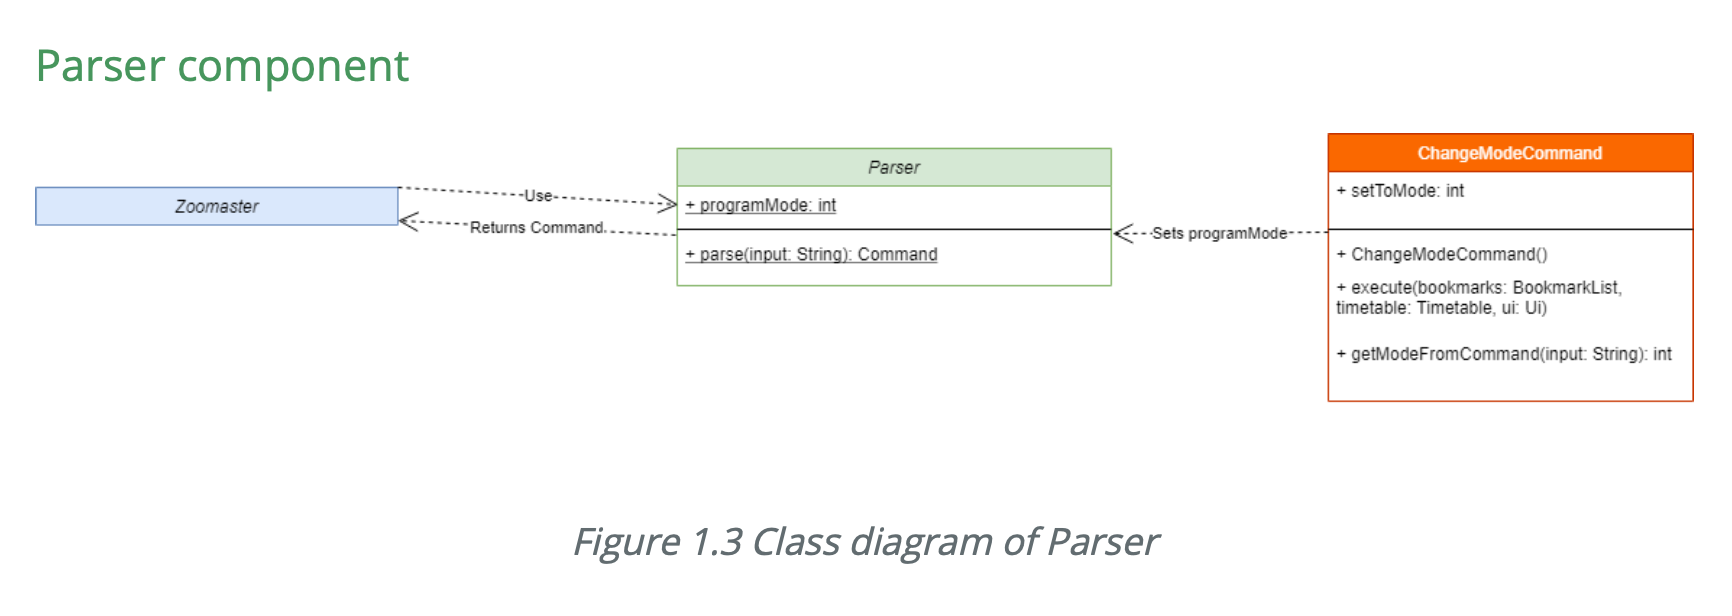 Parser component
Zoomaster
Use
Returns Command
Parser
+ programMode: int
+ parse(input: String): Command
Sets programMode
ChangeModeCommand
+ setToMode: int
+ ChangeModeCommand()
+ execute(bookmarks: BookmarkList,
timetable: Timetable, ui: Ui)
+ getModeFromCommand(input: String): int
Figure 1.3 Class diagram of Parser